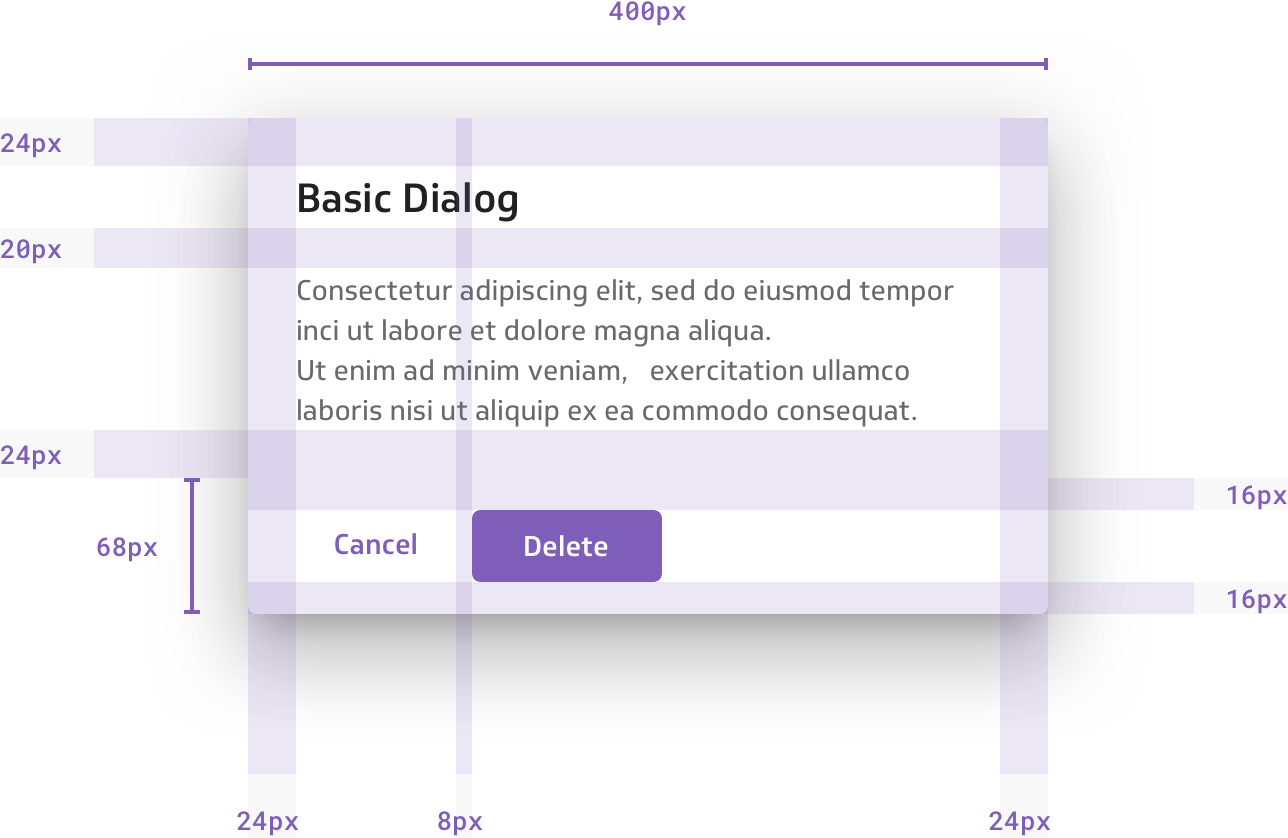 400px
24px
Basic Dialog
20px
Consectetur adipiscing elit, sed do eiusmod tempor
inci ut labore et dolore magna aliqua.
Ut enim ad minim veniam, exercitation ullamco
laboris nisi ut aliquip ex ea commodo consequat.
24px
16px
68px
Cancel
Delete
16px
24px
8px
24px